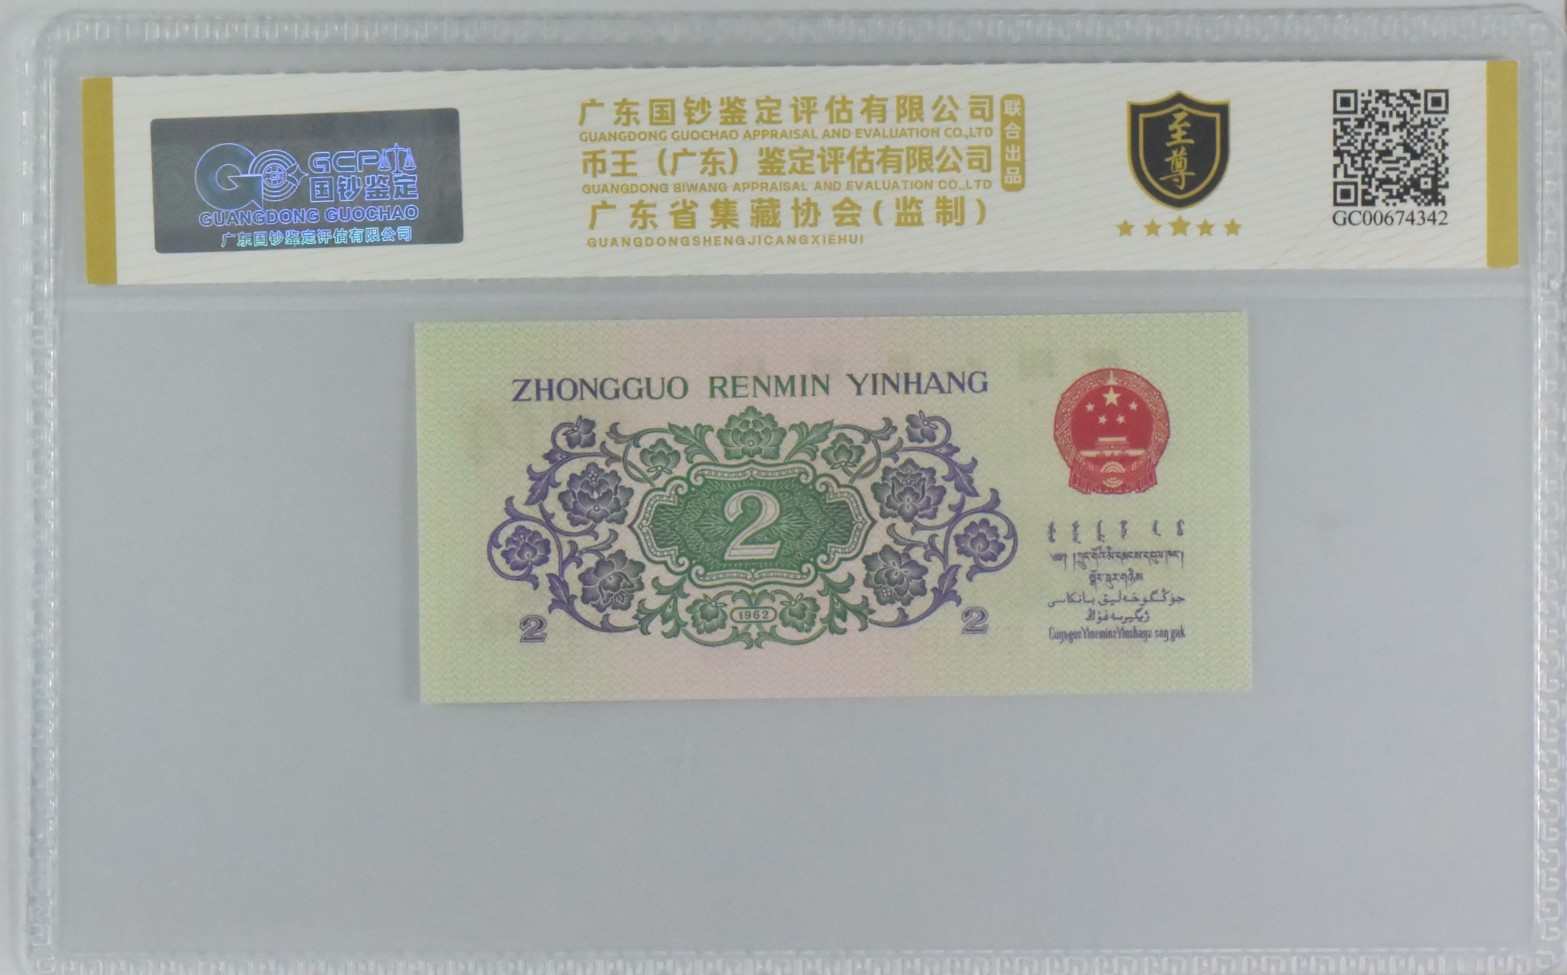 GCP
国钞鉴定
GUANGDONG GUOCHAO
广东国钞鉴定评估有限公司
广东国钞鉴定评估有限公司
GUANGDONG GUOCHAO APPRAISAL AND EVALUATION CO.,LTD
币王（广东）鉴定评估有限公司
GUANGDONG BIWANG APPRAISAL AND EVALUATION CO.,LTD
广东省集藏协会(监制)
GUANGDONGSHENGJICANGXIEHUI
联合出品
至尊
GC00674342
ZHONGGUO RENMIN YINHANG
2
1962
2
2